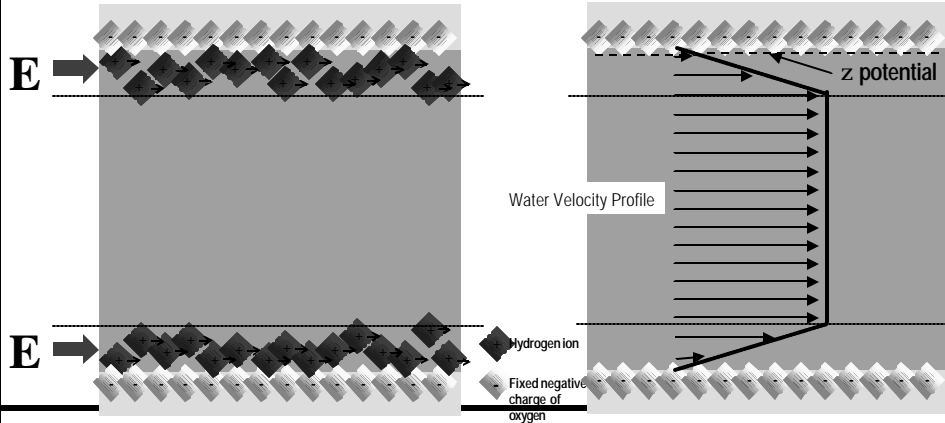 E
z potential
Water Velocity Profile
E
Hydrogen ion
Fixed negative
charge of
oxygen